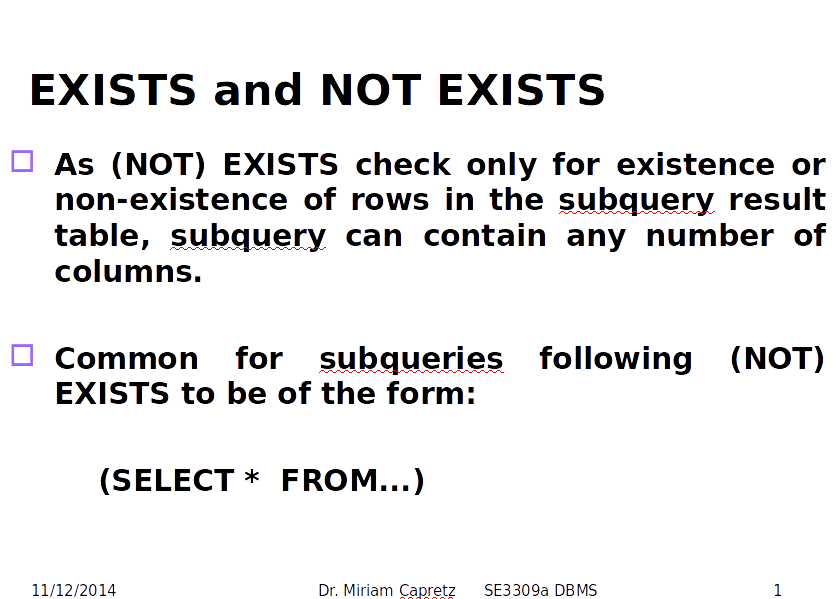 EXISTS and NOT EXISTS
As (NOT) EXISTS check only for existence or
non-existence of rows in the subquery result
table, subquery can contain any number of
columns.
Common for subqueries following (NOT)
EXISTS to be of the form:
(SELECT * FROM...)
11/12/2014 Dr. Miriam Capretz SE3309a DBMS 1